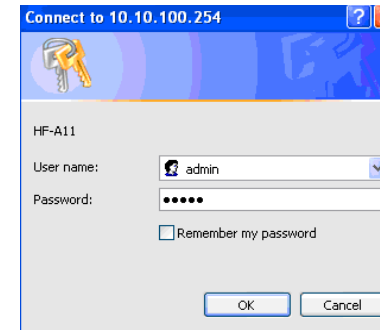 Connect to 10.10.100.254
HF-A11
User name:
admin
Password:
•••••
Remember my password
OK
Cancel